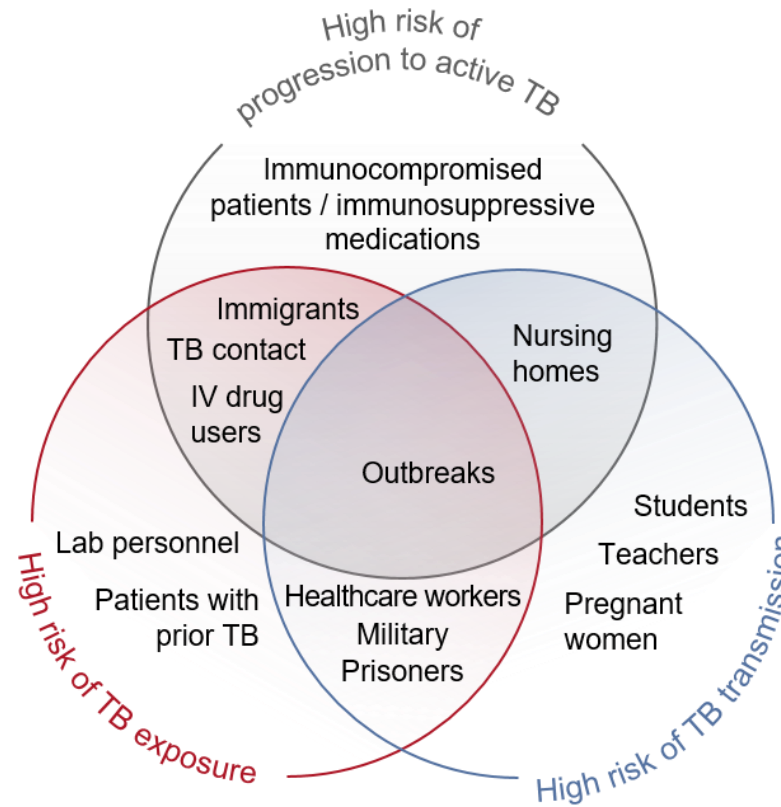 High risk of
progression to active TB
Immunocompromised
patients / immunosuppressive
medications
Immigrants
TB contact
IV drug
users
Nursing
homes
Outbreaks
Lab personnel
Patients with
prior TB
Healthcare workers
Military
Prisoners
Students
Teachers
Pregnant
women
High risk of TB exposure
High risk of TB transmission